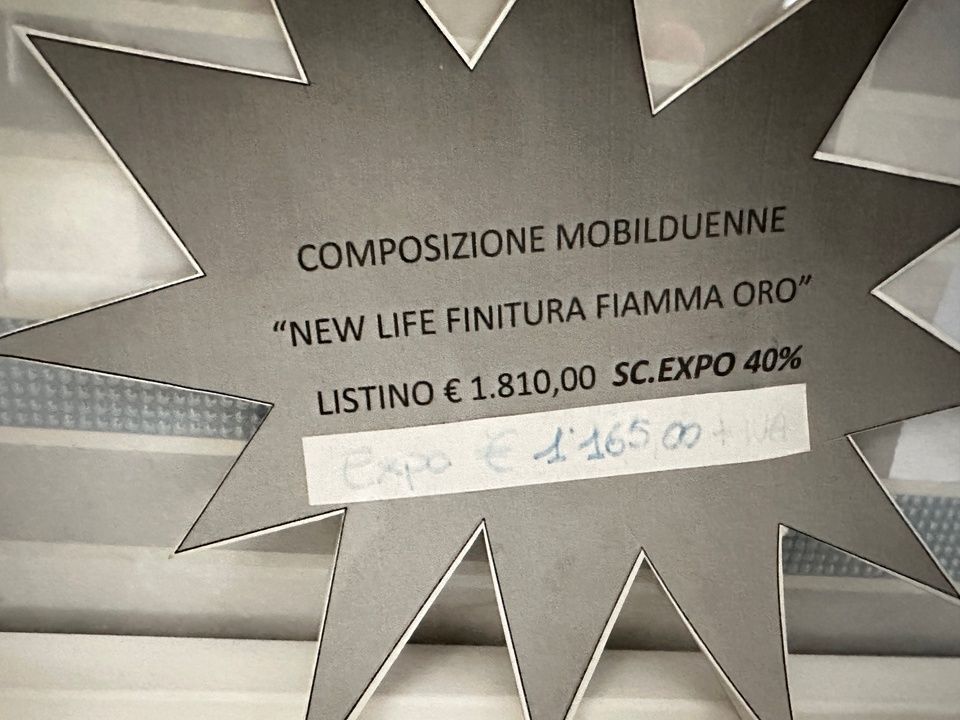 COMPOSIZIONE MOBILDUENNE
“NEW LIFE FINITURA FIAMMA ORO”
LISTINO € 1.810,00 SC.EXPO 40%
Expo € 1'165,00 + IVA